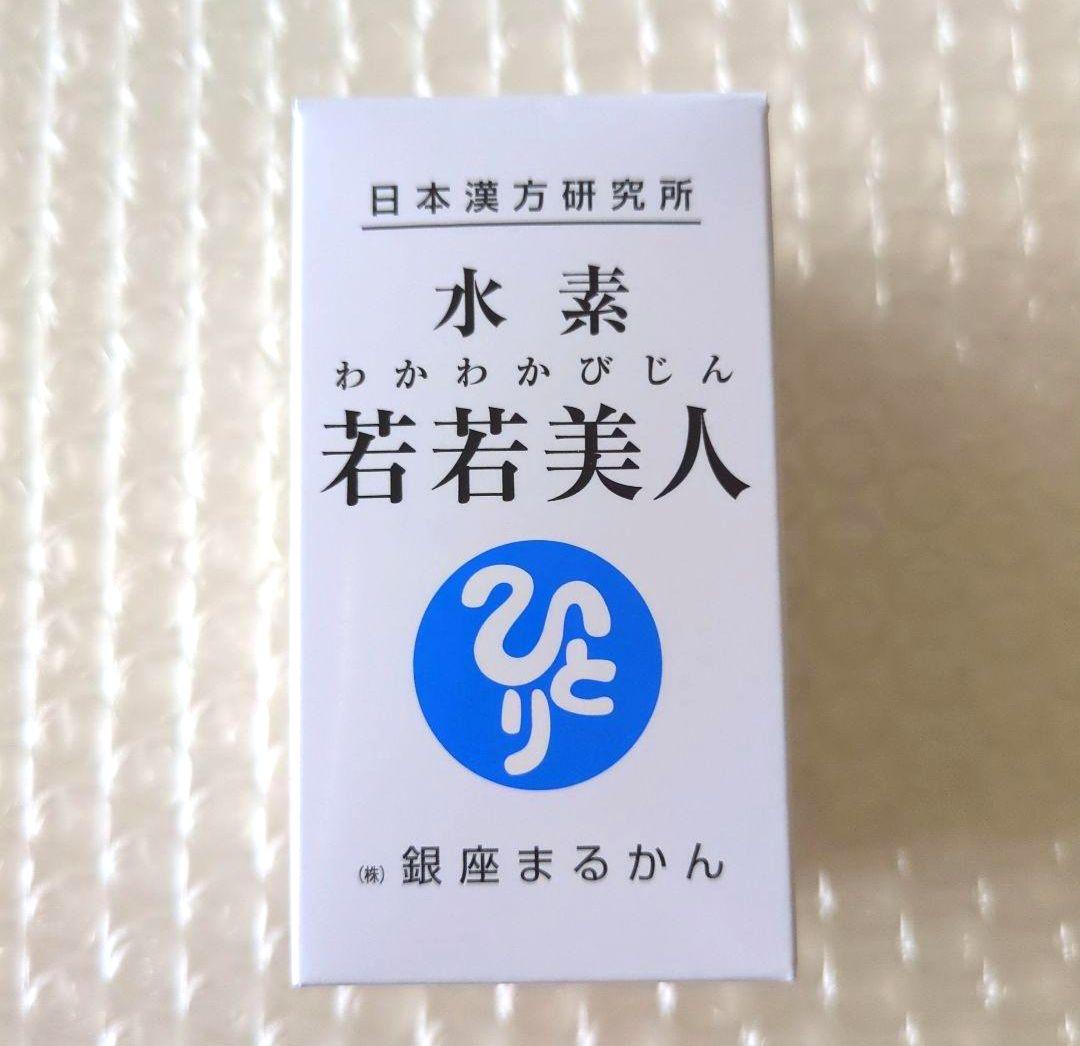 日本漢方研究所
水素
わかわかびじん
若若美人
ひとり
(株)銀座まるかん